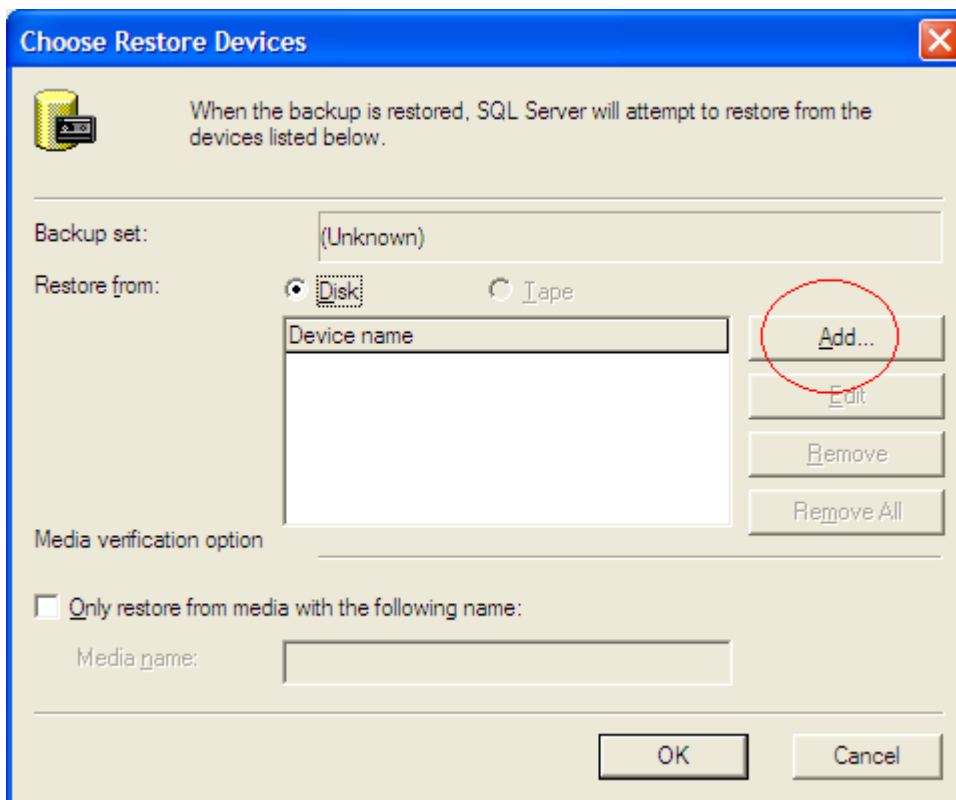 Choose Restore Devices
When the backup is restored, SQL Server will attempt to restore from the
devices listed below.
Backup set:
(Unknown)
Restore from:
Disk
Tape
Device name
Add...
Edit
Remove
Remove All
Media verification option
Only restore from media with the following name:
Media name:
OK
Cancel